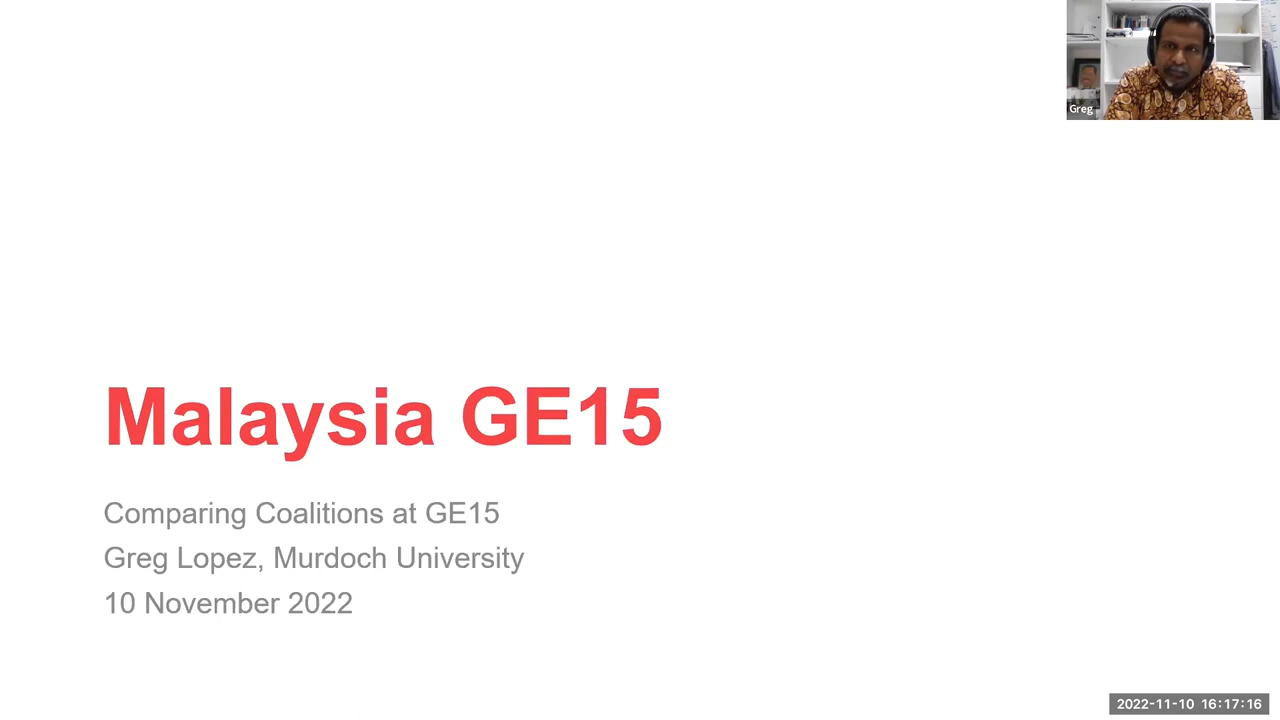 Greg
Malaysia GE15
Comparing Coalitions at GE15
Greg Lopez, Murdoch University
10 November 2022
2022-11-10 16:17:16